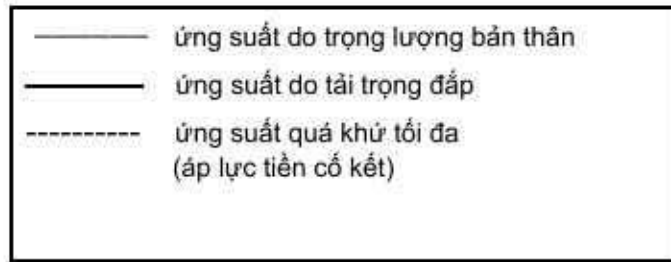 ứng suất do trọng lượng bản thân
ứng suất do tải trọng đắp
ứng suất quá khứ tối đa
(áp lực tiền cố kết)